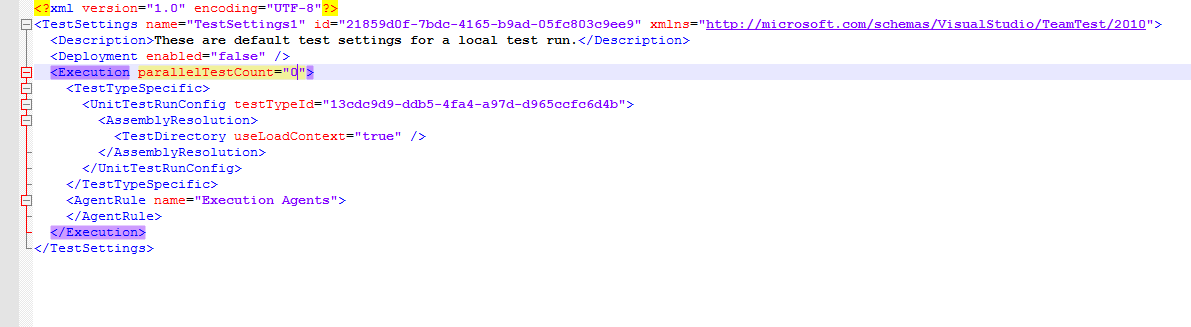 <?xml version="1.0" encoding="UTF-8"?>
<TestSettings name="TestSettings1" id="21859d0f-7bdc-4165-b9ad-05fc803c9ee9" xmlns="http://microsoft.com/schemas/VisualStudio/TeamTest/2010">
<Description>These are default test settings for a local test run.</Description>
<Deployment enabled="false" />
<Execution parallelTestCount="0">
<TestTypeSpecific>
<UnitTestRunConfig testTypeId="13cdc9d9-ddb5-4fa4-a97d-d965ccfc6d4b">
<AssemblyResolution>
<TestDirectory useLoadContext="true" />
</AssemblyResolution>
</UnitTestRunConfig>
</TestTypeSpecific>
<AgentRule name="Execution Agents">
</AgentRule>
</Execution>
</TestSettings>